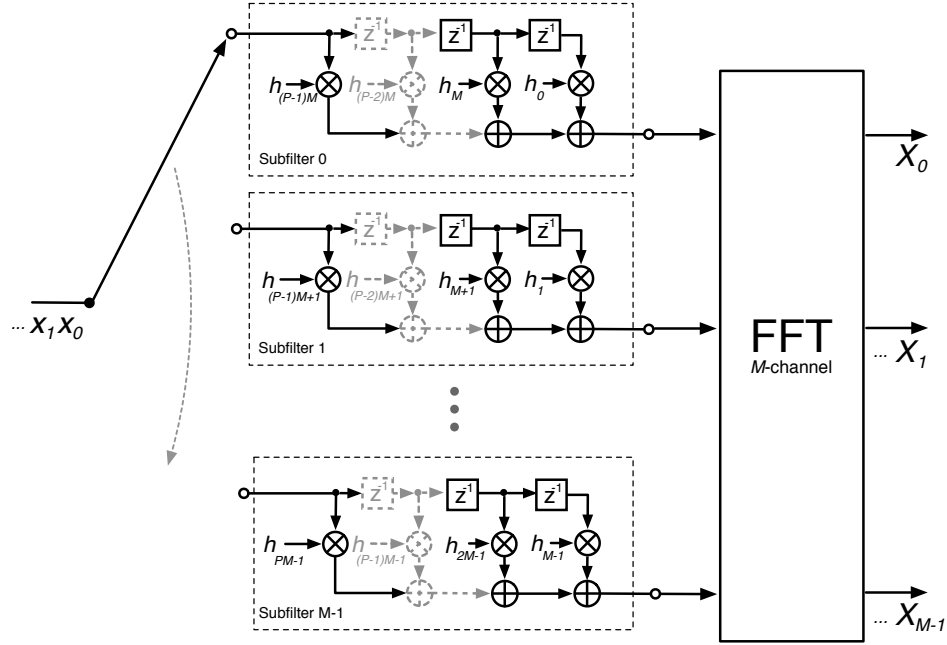 z⁻¹ z⁻¹ z⁻¹
h(P-1)M h(P-2)M hM h0
Subfilter 0
X0
z⁻¹ z⁻¹ z⁻¹
h(P-1)M+1 h(P-2)M+1 hM+1 h1
Subfilter 1
... x1x0
FFT
M-channel
... X1
z⁻¹ z⁻¹ z⁻¹
hPM-1 h(P-1)M-1 h2M-1 hM-1
Subfilter M-1
... XM-1